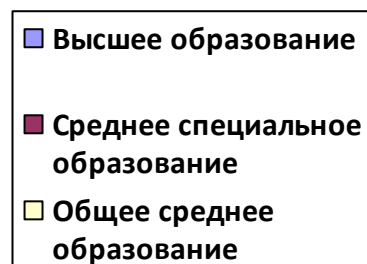 Высшее образование
Среднее специальное
образование
Общее среднее
образование